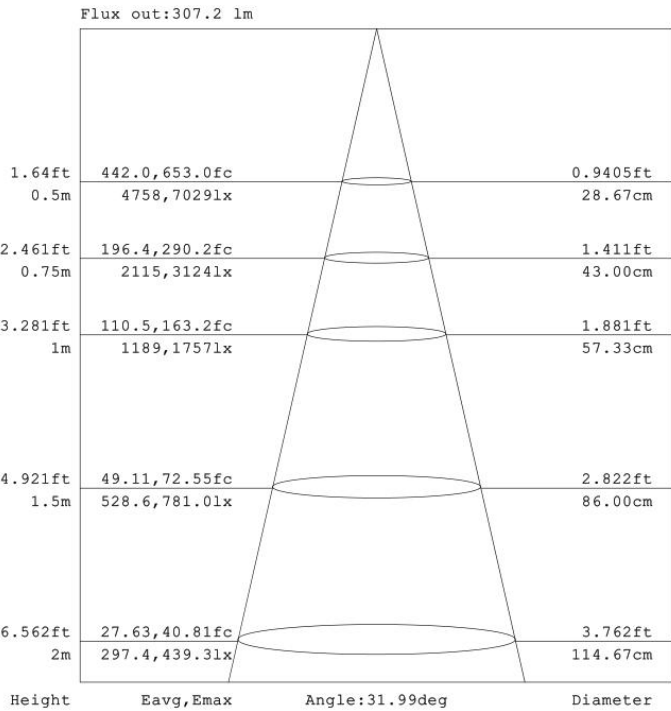 Flux out:307.2 lm
1.64ft 442.0,653.0fc 0.9405ft
0.5m 4758,7029lx 28.67cm
2.461ft 196.4,290.2fc 1.411ft
0.75m 2115,3124lx 43.00cm
3.281ft 110.5,163.2fc 1.881ft
1m 1189,1757lx 57.33cm
4.921ft 49.11,72.55fc 2.822ft
1.5m 528.6,781.0lx 86.00cm
6.562ft 27.63,40.81fc 3.762ft
2m 297.4,439.3lx 114.67cm
Height Eavg,Emax Angle:31.99deg Diameter